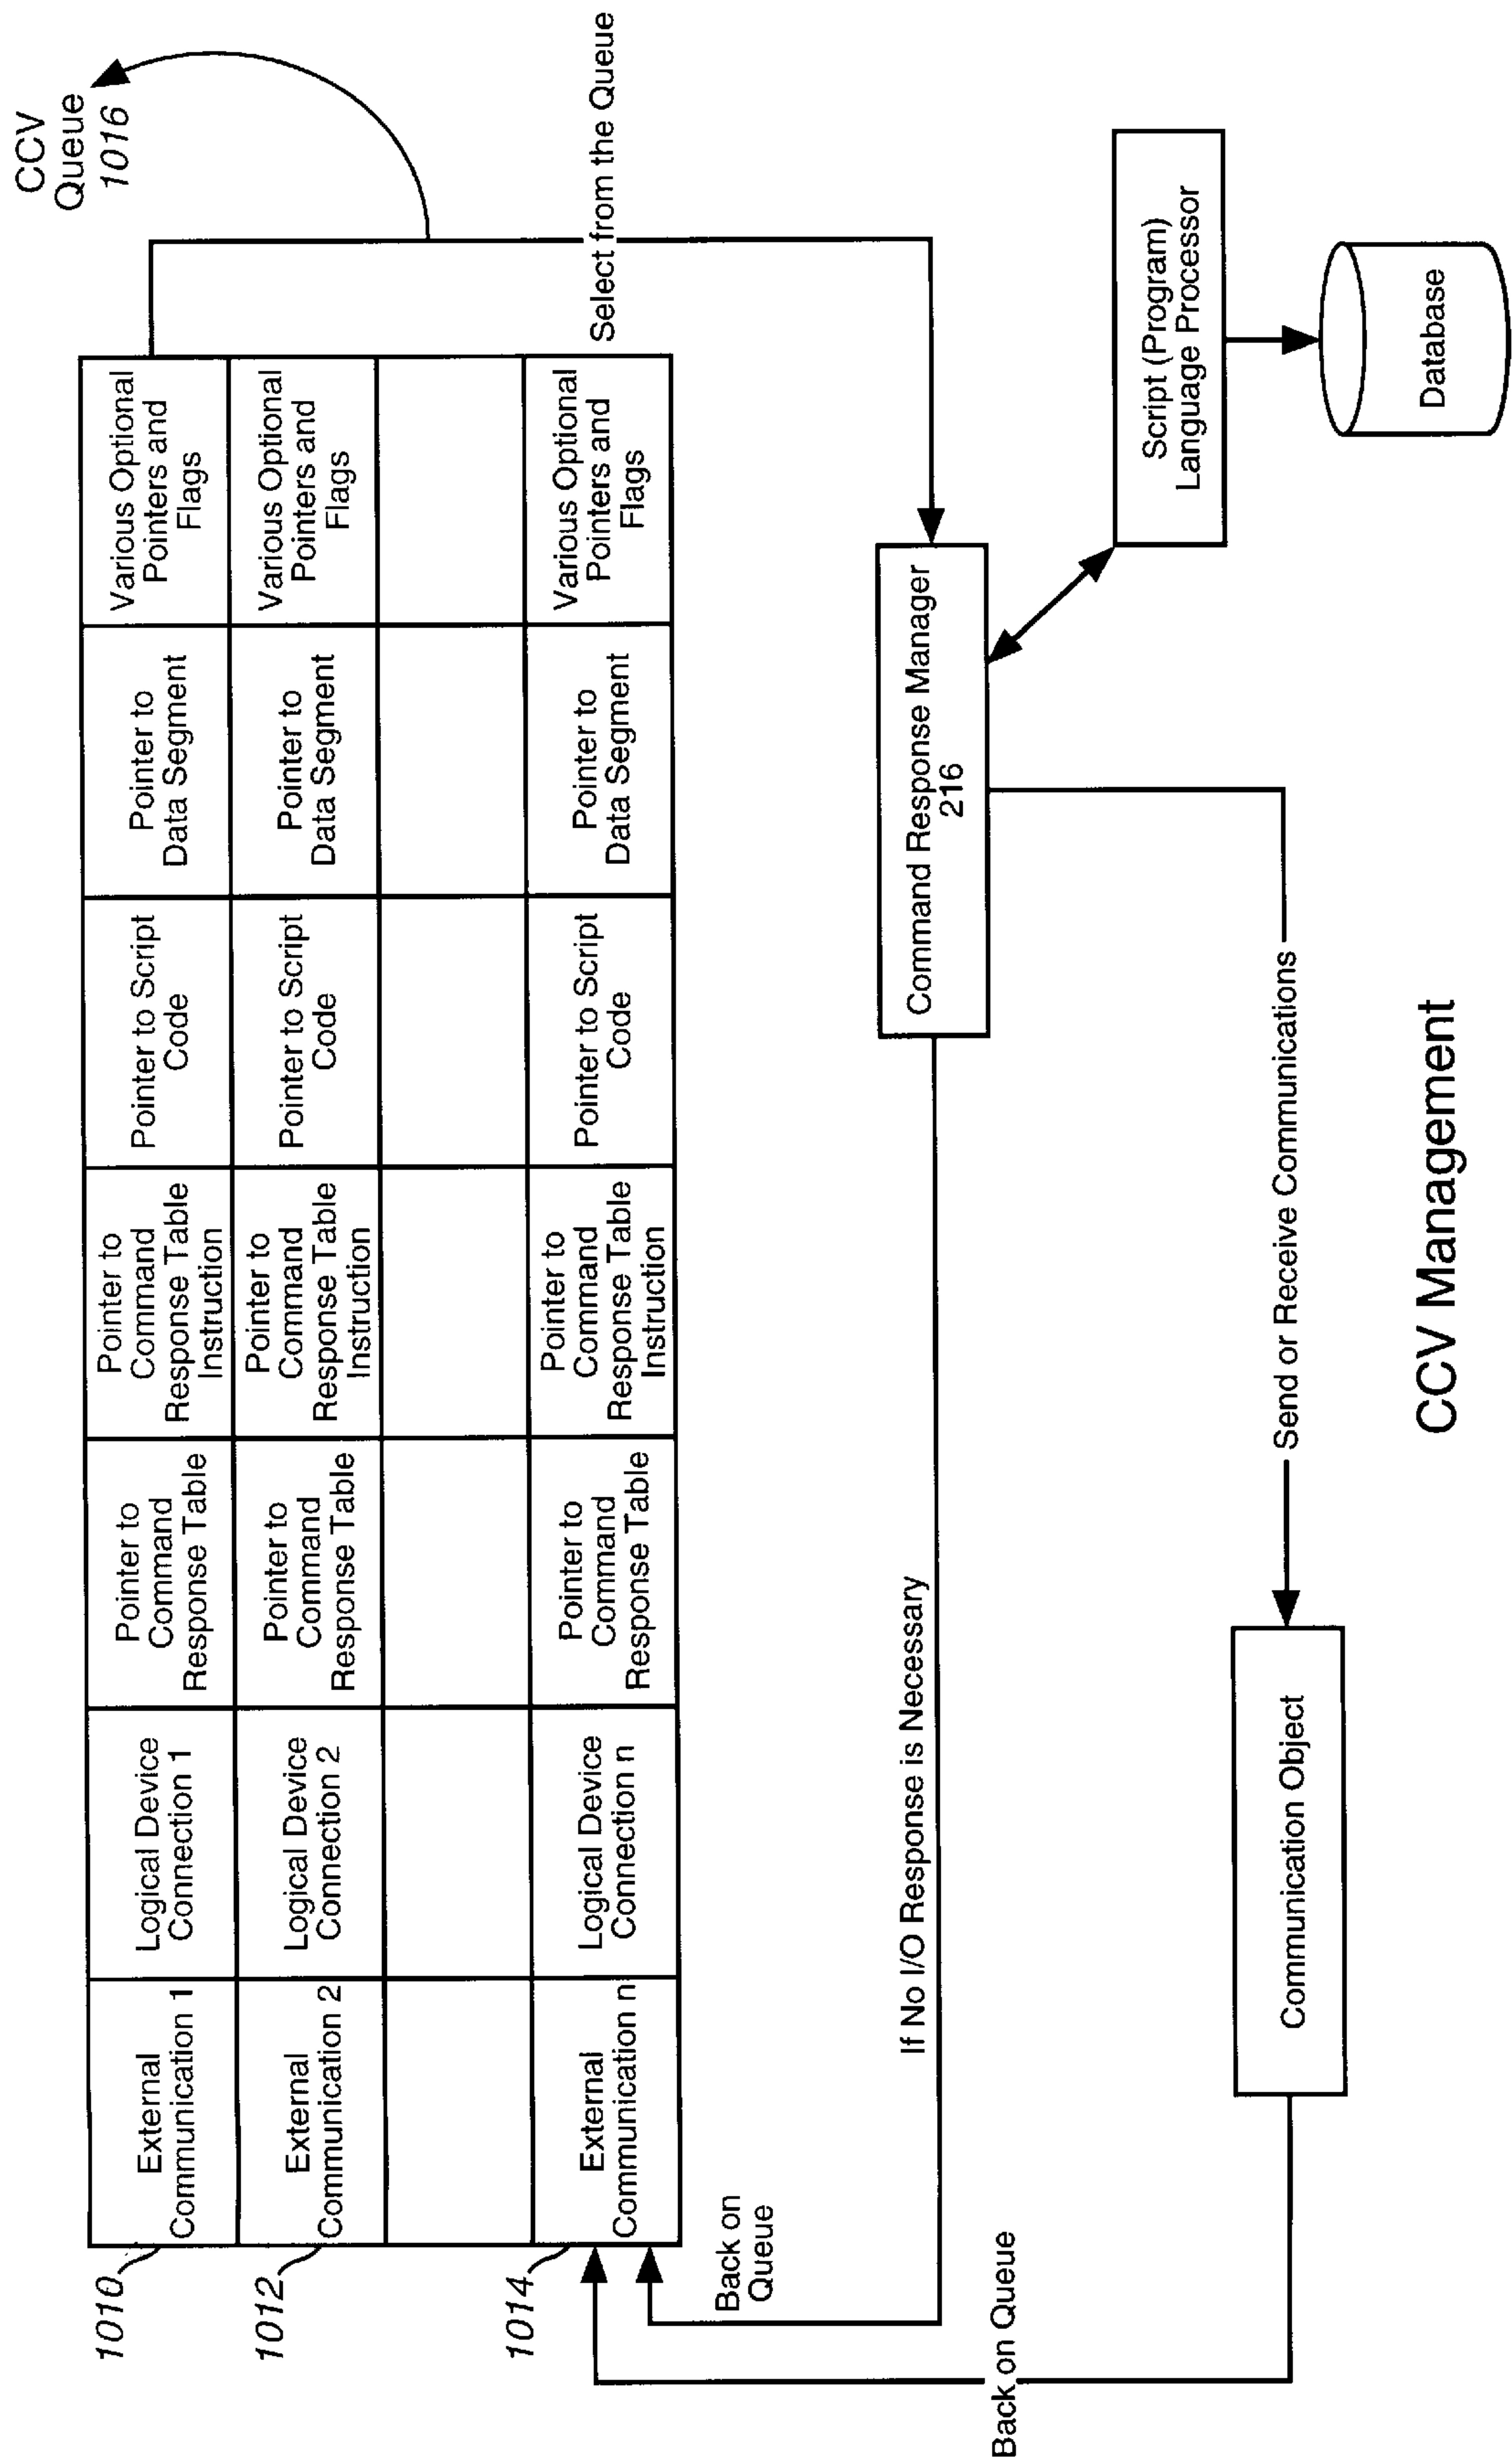 CCV
Queue
1016
1010
External
Communication 1
Logical Device
Connection 1
Pointer to
Command
Response Table
Pointer to
Command
Response Table
Instruction
Pointer to Script
Code
Pointer to
Data Segment
Various Optional
Pointers and
Flags
1012
External
Communication 2
Logical Device
Connection 2
Pointer to
Command
Response Table
Pointer to
Command
Response Table
Instruction
Pointer to Script
Code
Pointer to
Data Segment
Various Optional
Pointers and
Flags
1014
External
Communication n
Logical Device
Connection n
Pointer to
Command
Response Table
Pointer to
Command
Response Table
Instruction
Pointer to Script
Code
Pointer to
Data Segment
Various Optional
Pointers and
Flags
Select from the Queue
Back on
Queue
If No I/O Response is Necessary
Command Response Manager
216
Script (Program)
Language Processor
Back on Queue
Communication Object
Send or Receive Communications
Database
CCV Management